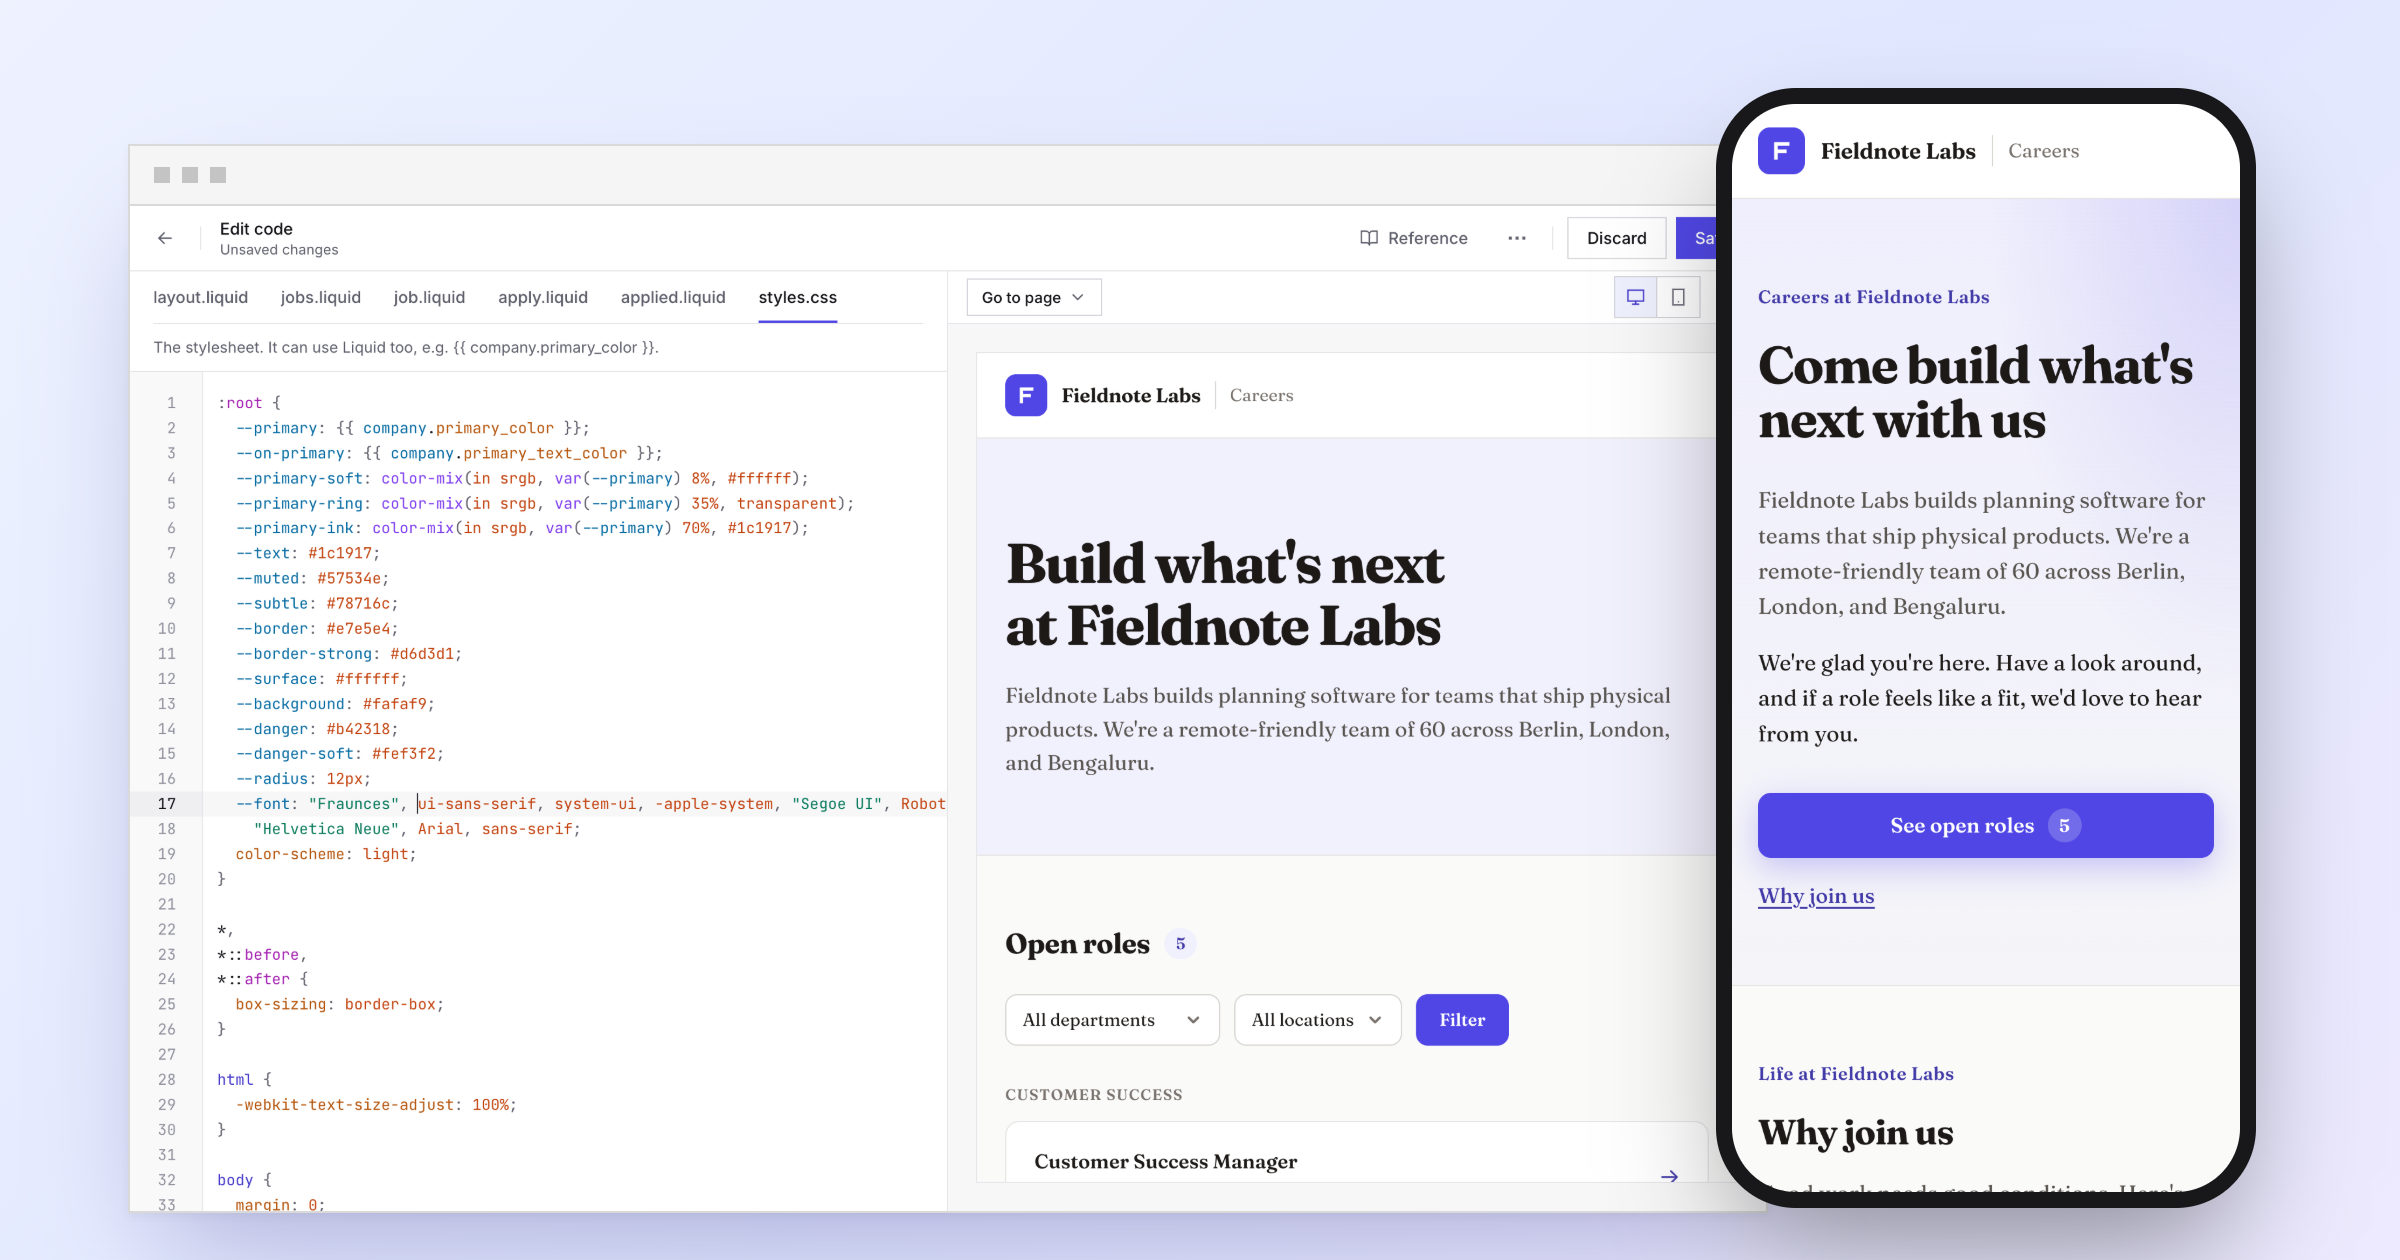 Edit code
Unsaved changes
Reference
Discard
layout.liquid jobs.liquid job.liquid apply.liquid applied.liquid styles.css
The stylesheet. It can use Liquid too, e.g. {{ company.primary_color }}.
1 :root {
2 --primary: {{ company.primary_color }};
3 --on-primary: {{ company.primary_text_color }};
4 --primary-soft: color-mix(in srgb, var(--primary) 8%, #ffffff);
5 --primary-ring: color-mix(in srgb, var(--primary) 35%, transparent);
6 --primary-ink: color-mix(in srgb, var(--primary) 70%, #1c1917);
7 --text: #1c1917;
8 --muted: #57534e;
9 --subtle: #78716c;
10 --border: #e7e5e4;
11 --border-strong: #d6d3d1;
12 --surface: #ffffff;
13 --background: #fafaf9;
14 --danger: #b42318;
15 --danger-soft: #fef3f2;
16 --radius: 12px;
17 --font: "Fraunces", ui-sans-serif, system-ui, -apple-system, "Segoe UI", Robot
18 "Helvetica Neue", Arial, sans-serif;
19 color-scheme: light;
20 }
21
22 *,
23 *::before,
24 *::after {
25 box-sizing: border-box;
26 }
27
28 html {
29 -webkit-text-size-adjust: 100%;
30 }
31
32 body {
33 margin: 0;
Go to page
F Fieldnote Labs Careers
Build what's next
at Fieldnote Labs
Fieldnote Labs builds planning software for teams that ship physical
products. We're a remote-friendly team of 60 across Berlin, London,
and Bengaluru.
Open roles 5
All departments All locations Filter
CUSTOMER SUCCESS
Customer Success Manager
F Fieldnote Labs Careers
Careers at Fieldnote Labs
Come build what's
next with us
Fieldnote Labs builds planning software for
teams that ship physical products. We're a
remote-friendly team of 60 across Berlin,
London, and Bengaluru.
We're glad you're here. Have a look around,
and if a role feels like a fit, we'd love to hear
from you.
See open roles 5
Why join us
Life at Fieldnote Labs
Why join us
work needs good conditions. Here's